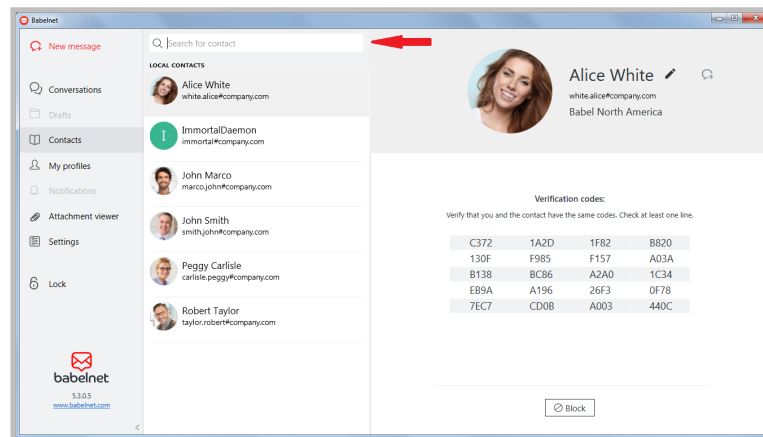 Babelnet
New message
Conversations
Drafts
Contacts
My profiles
Notifications
Attachment viewer
Settings
Lock
babelnet
5.3.0.5
www.babelnet.com
<
Search for contact
LOCAL CONTACTS
Alice White
white.alice#company.com
I
ImmortalDaemon
immortal#company.com
John Marco
marco.john#company.com
John Smith
smith.john#company.com
Peggy Carlisle
carlisle.peggy#company.com
Robert Taylor
taylor.robert#company.com
Alice White
white.alice#company.com
Babel North America
Verification codes:
Verify that you and the contact have the same codes. Check at least one line.
C372 1A2D 1F82 B820
130F F985 F157 A03A
B138 BC86 A2A0 1C34
EB9A A196 26F3 0F78
7EC7 CD0B A003 440C
Block